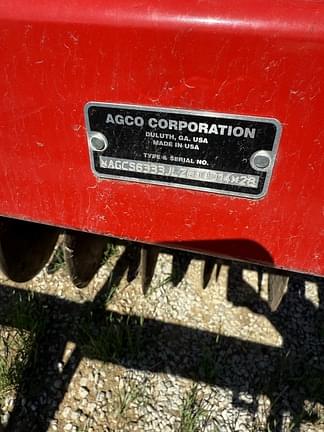 AGCO CORPORATION
DULUTH, GA. USA
MADE IN USA
TYPE & SERIAL NO.